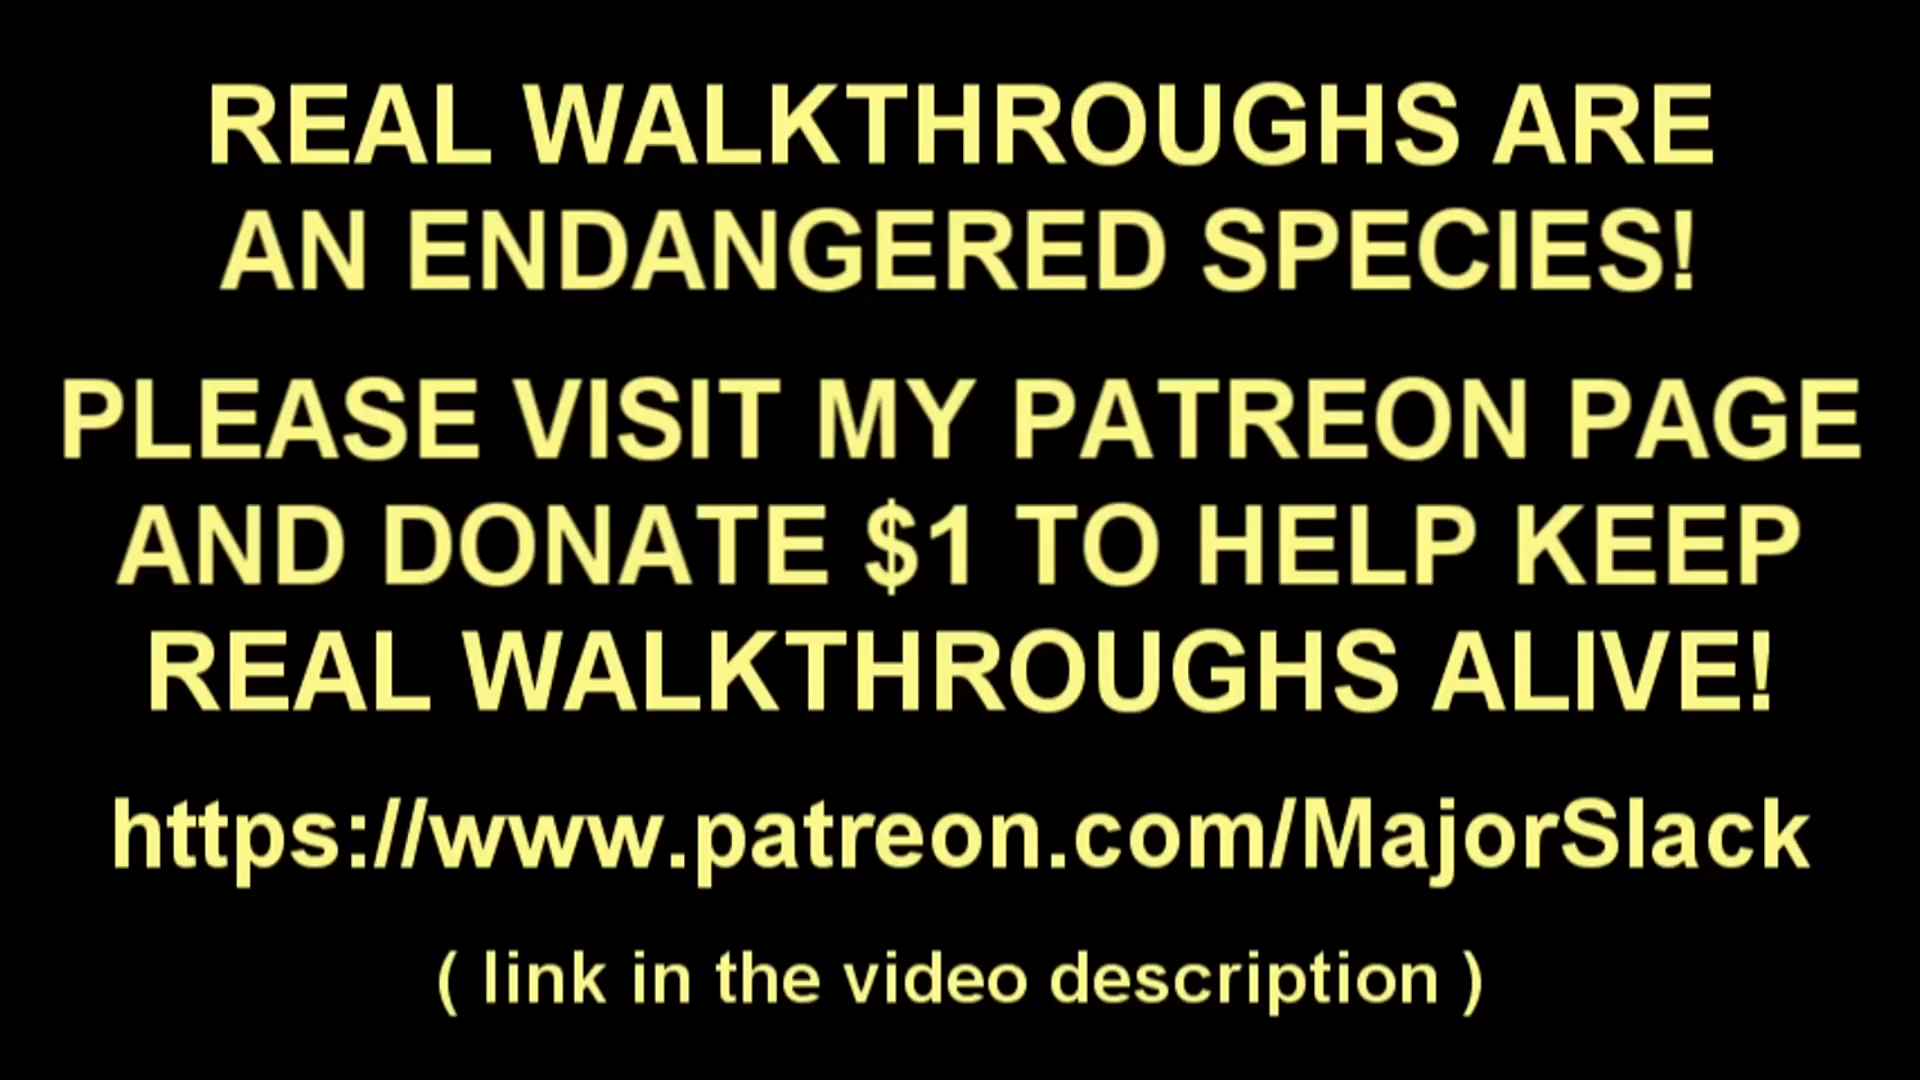 REAL WALKTHROUGHS ARE
AN ENDANGERED SPECIES!
PLEASE VISIT MY PATREON PAGE
AND DONATE $1 TO HELP KEEP
REAL WALKTHROUGHS ALIVE!
https://www.patreon.com/MajorSlack
( link in the video description )